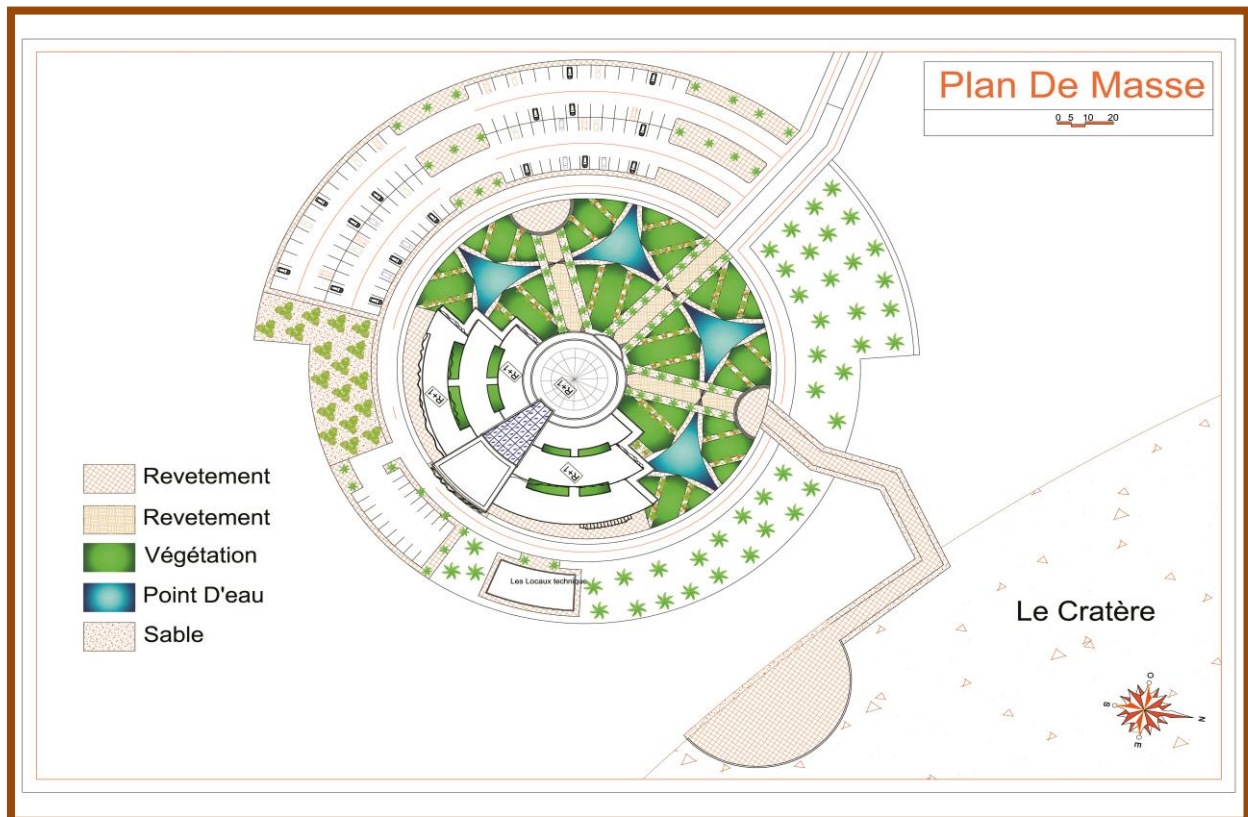 Plan De Masse
0 5 10 20
R+1
R+1
R+1
R+1
Revetement
Revetement
Végétation
Point D'eau
Sable
Les Locaux technique
Le Cratère
O
S
N
E